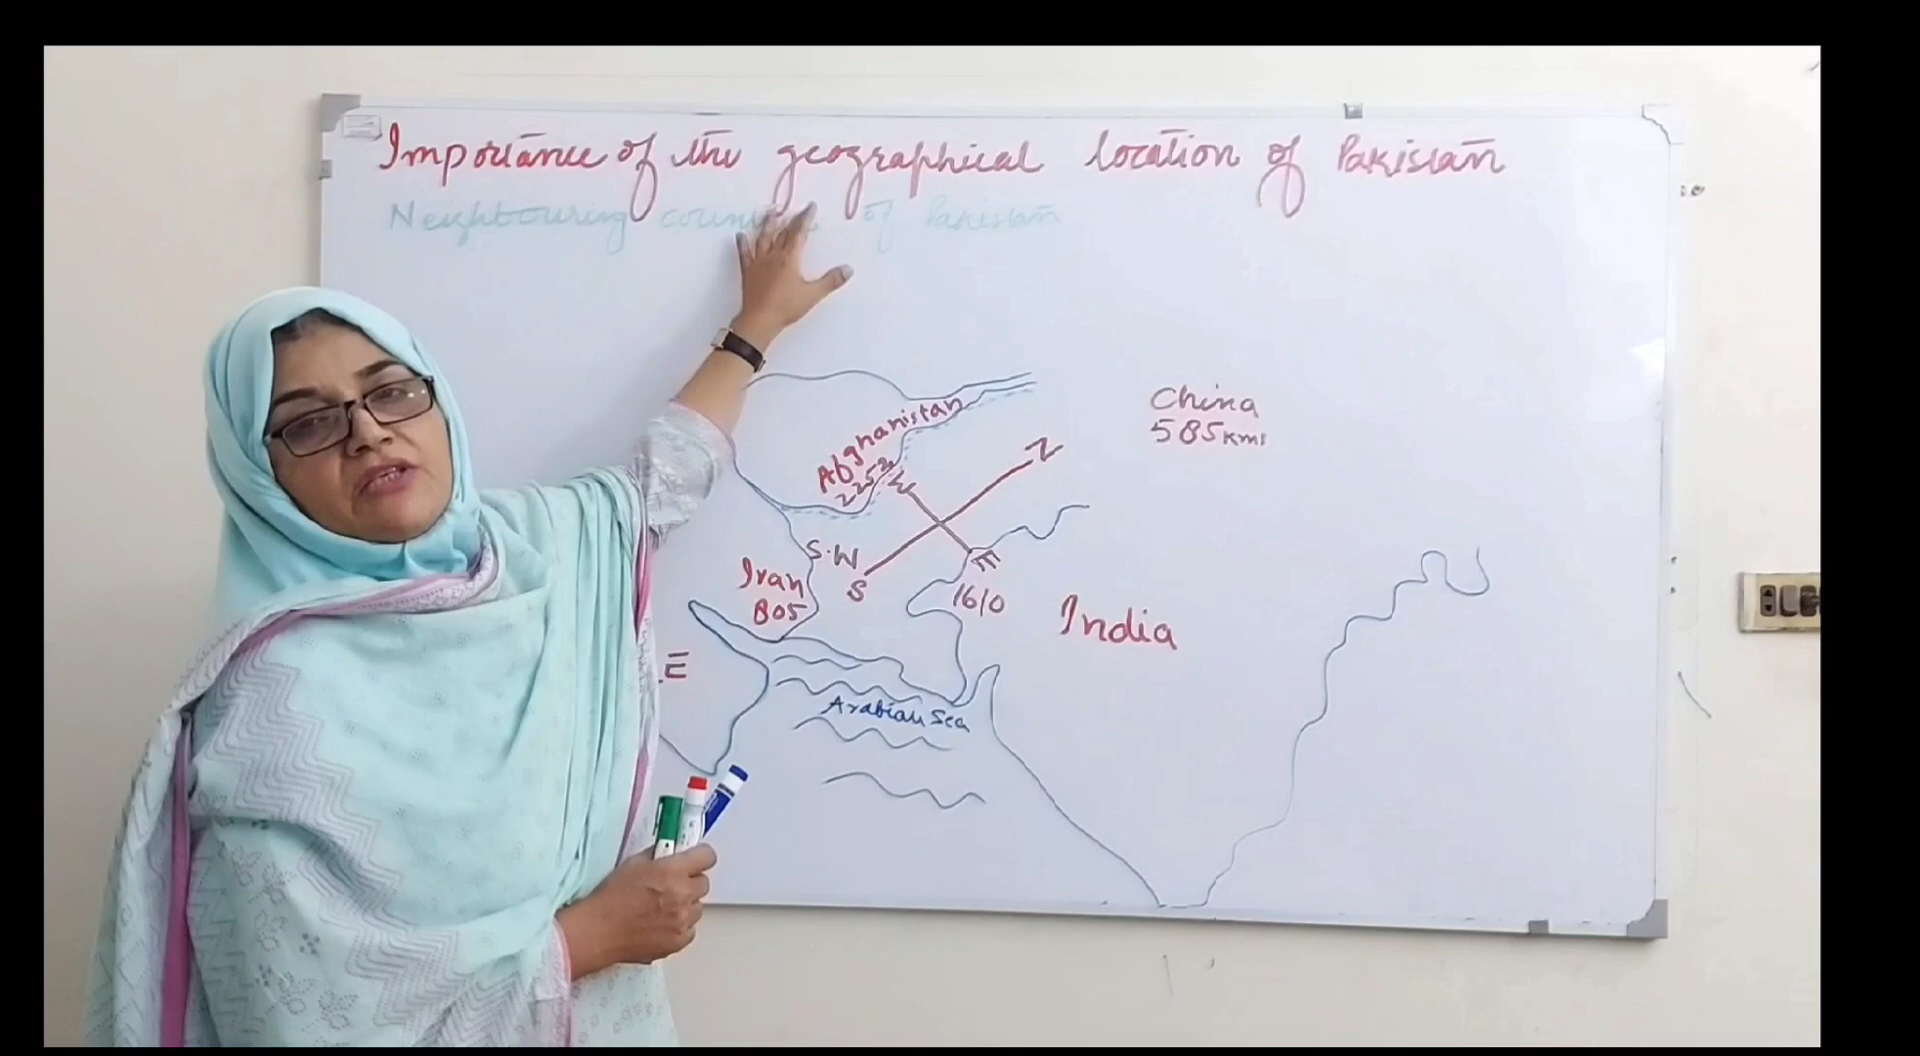 Importance of the geographical location of Pakistan
Neighbouring countries of Pakistan
China
585 kms
Afghanistan
2252
N
W
E
S
S.W
Iran
805
1610
India
.E
Arabian Sea